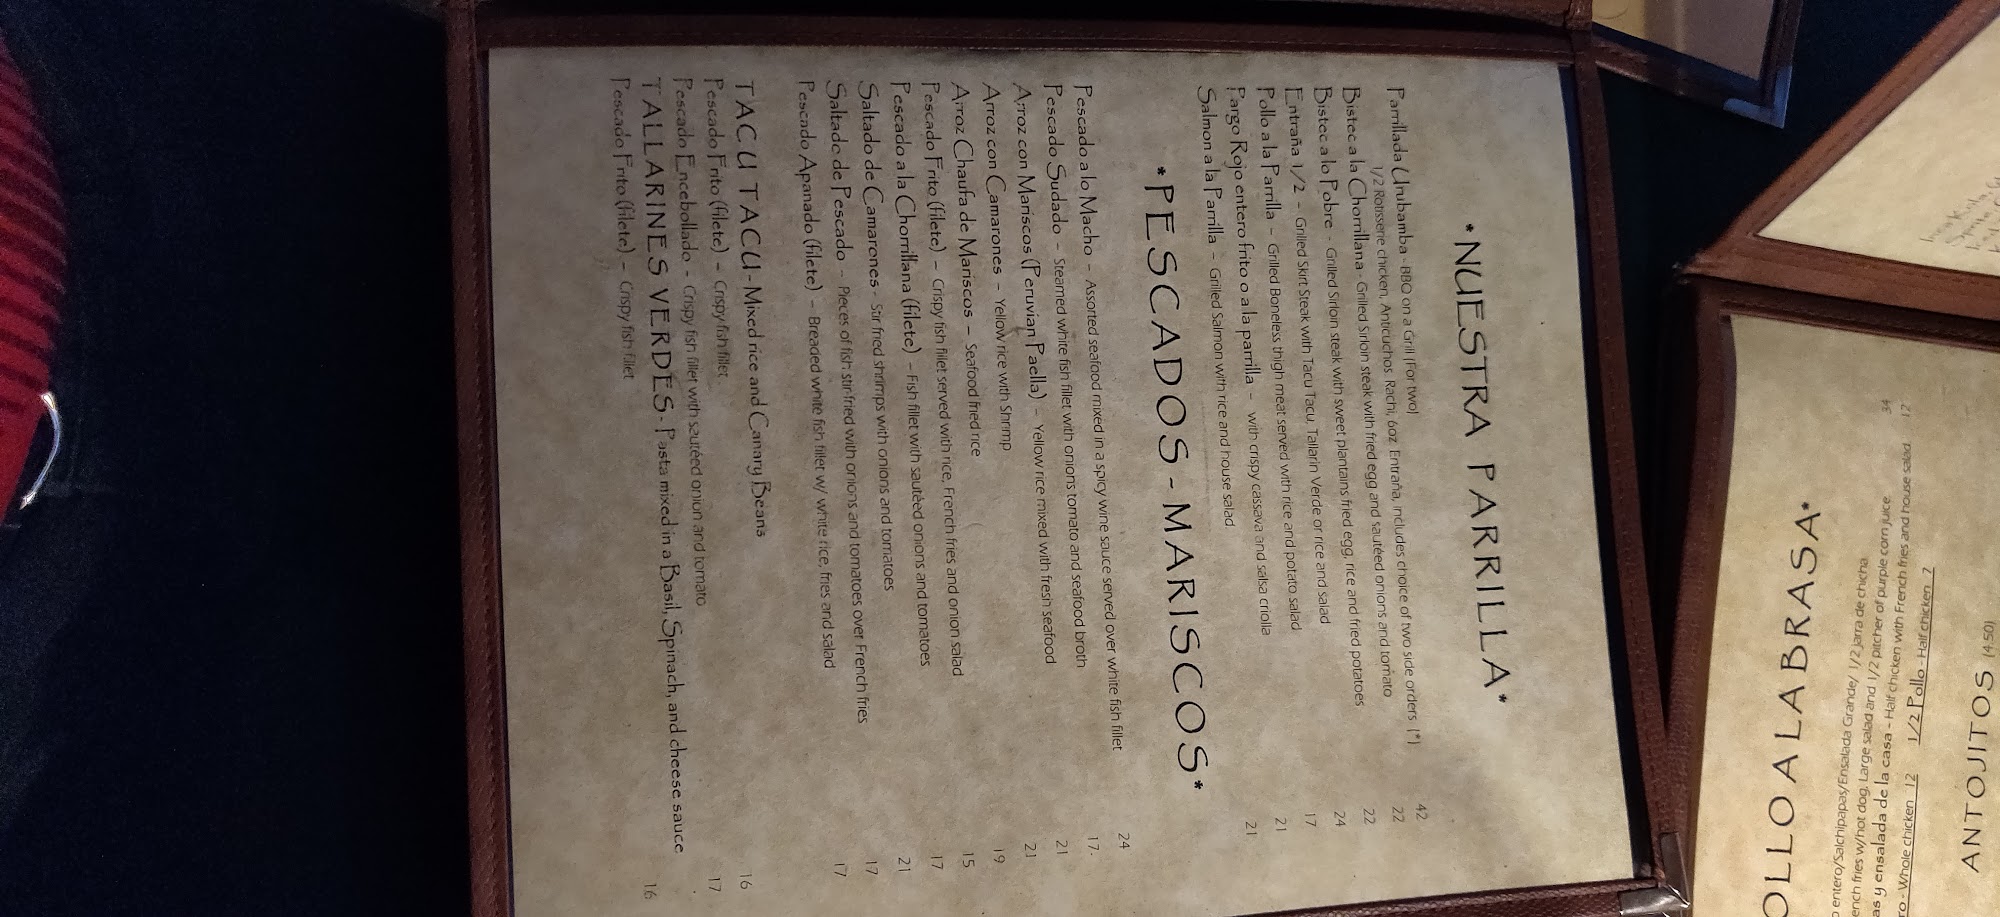 *NUESTRA PARRILLA*
Parrillada Urubamba - BBQ on a Grill (For two) 42
1/2 Rotisserie chicken, Anticuchos, Rachi, 6oz Entraña, includes choice of two side orders (*)
Bistec a la Chorrillana - Grilled Sirloin steak with fried egg and sautéed onions and tomato 22
Bistec a lo Pobre - Grilled Sirloin steak with sweet plantains fried egg, rice and fried potatoes 22
Entraña 1/2 - Grilled Skirt Steak with Tacu Tacu, Tallarin Verde or rice and salad 24
Pollo a la Parrilla - Grilled Boneless thigh meat served with rice and potato salad 17
Pargo Rojo entero frito o a la parrilla - with crispy cassava and salsa criolla 21
Salmon a la Parrilla - Grilled Salmon with rice and house salad 21
*PESCADOS - MARISCOS*
Pescado a lo Macho - Assorted seafood mixed in a spicy wine sauce served over white fish fillet 24
Pescado Sudado - Steamed white fish fillet with onions tomato and seafood broth 17.
Arroz con Mariscos (Peruvian Paella) - Yellow rice mixed with fresh seafood 21
Arroz con Camarones - Yellow rice with Shrimp 21
Arroz Chaufa de Mariscos - Seafood fried rice 19
Pescado Frito (filete) - Crispy fish fillet served with rice, French fries and onion salad 15
Pescado a la Chorrillana (filete) - Fish fillet with sautéed onions and tomatoes 17
Saltado de Camarones - Stir fried shrimps with onions and tomatoes 21
Saltado de Pescado - Pieces of fish stir-fried with onions and tomatoes over French fries 17
Pescado Apanado (filete) - Breaded white fish fillet w/ white rice, fries and salad 17
TACU TACU - Mixed rice and Canary Beans
Pescado Frito (filete) - Crispy fish fillet 16
Pescado Encebollado - Crispy fish fillet with sautéed onion and tomato 17
TALLARINES VERDES - Pasta mixed in a Basil, Spinach, and cheese sauce
Pescado Frito (filete) - Crispy fish fillet 16
OLLO A LA BRASA*
entero/Salchipapas/Ensalada Grande/ 1/2 jarra de chicha
ench fries w/hot dog, Large salad and 1/2 pitcher of purple corn juice 34
as y ensalada de la casa - Half chicken with French fries and house salad 12
o - Whole chicken 12 1/2 Pollo - Half chicken 7
ANTOJITOS (4.50)